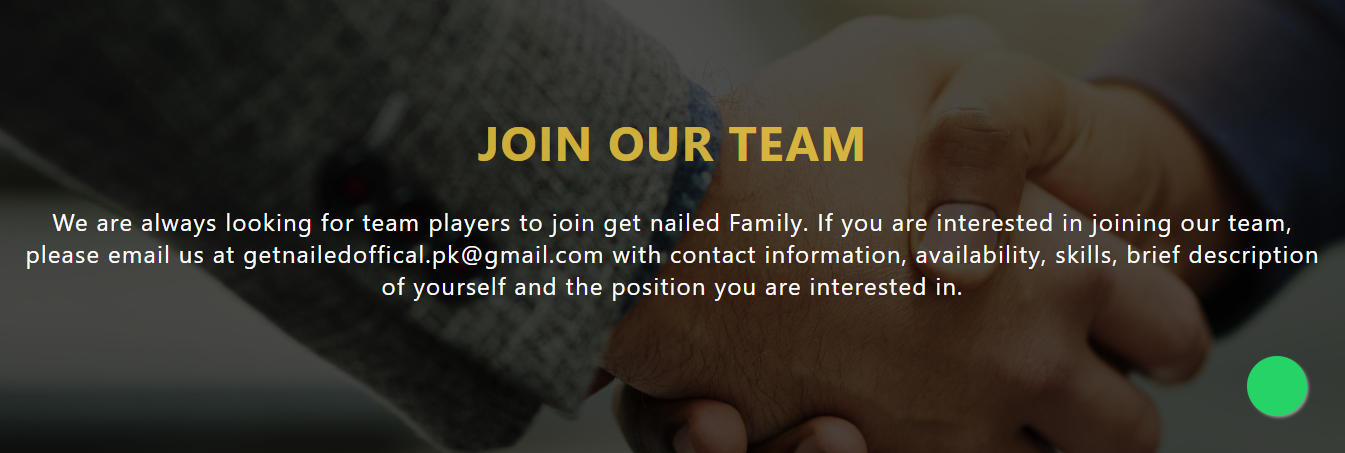 JOIN OUR TEAM
We are always looking for team players to join get nailed Family. If you are interested in joining our team,
please email us at getnailedoffical.pk@gmail.com with contact information, availability, skills, brief description
of yourself and the position you are interested in.